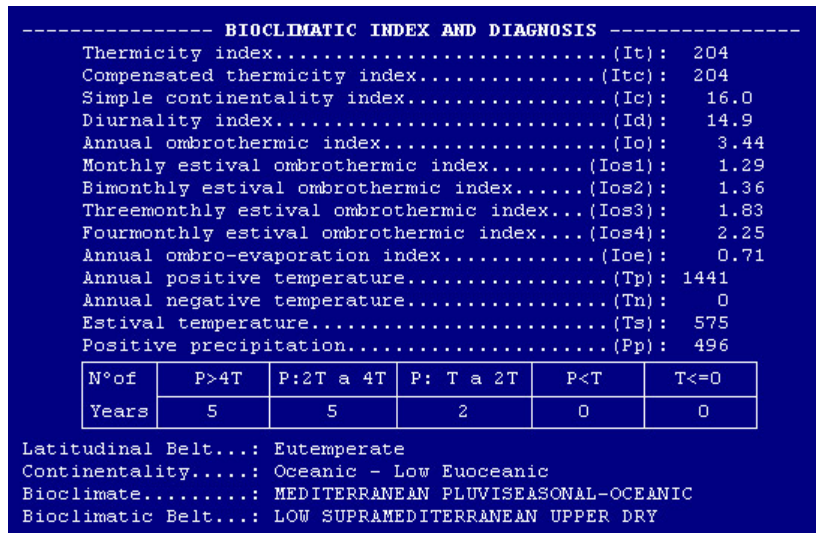 ---------------- BIOCLIMATIC INDEX AND DIAGNOSIS ----------------
Thermicity index..........................(It): 204
Compensated thermicity index..............(Itc): 204
Simple continentality index................(Ic): 16.0
Diurnality index..........................(Id): 14.9
Annual ombrothermic index..................(Io): 3.44
Monthly estival ombrothermic index........(Ios1): 1.29
Bimonthly estival ombrothermic index......(Ios2): 1.36
Threemonthly estival ombrothermic index...(Ios3): 1.83
Fourmonthly estival ombrothermic index....(Ios4): 2.25
Annual ombro-evaporation index............(Ioe): 0.71
Annual positive temperature...............(Tp): 1441
Annual negative temperature...............(Tn): 0
Estival temperature.......................(Ts): 575
Positive precipitation....................(Pp): 496
NºofP>4T P:2T a 4T P: T a 2T P<T T<=0
Years 5 5 2 0 0
Latitudinal Belt...: Eutemperate
Continentality.....: Oceanic - Low Euoceanic
Bioclimate.........: MEDITERRANEAN PLUVISEASONAL-OCEANIC
Bioclimatic Belt...: LOW SUPRAMEDITERRANEAN UPPER DRY